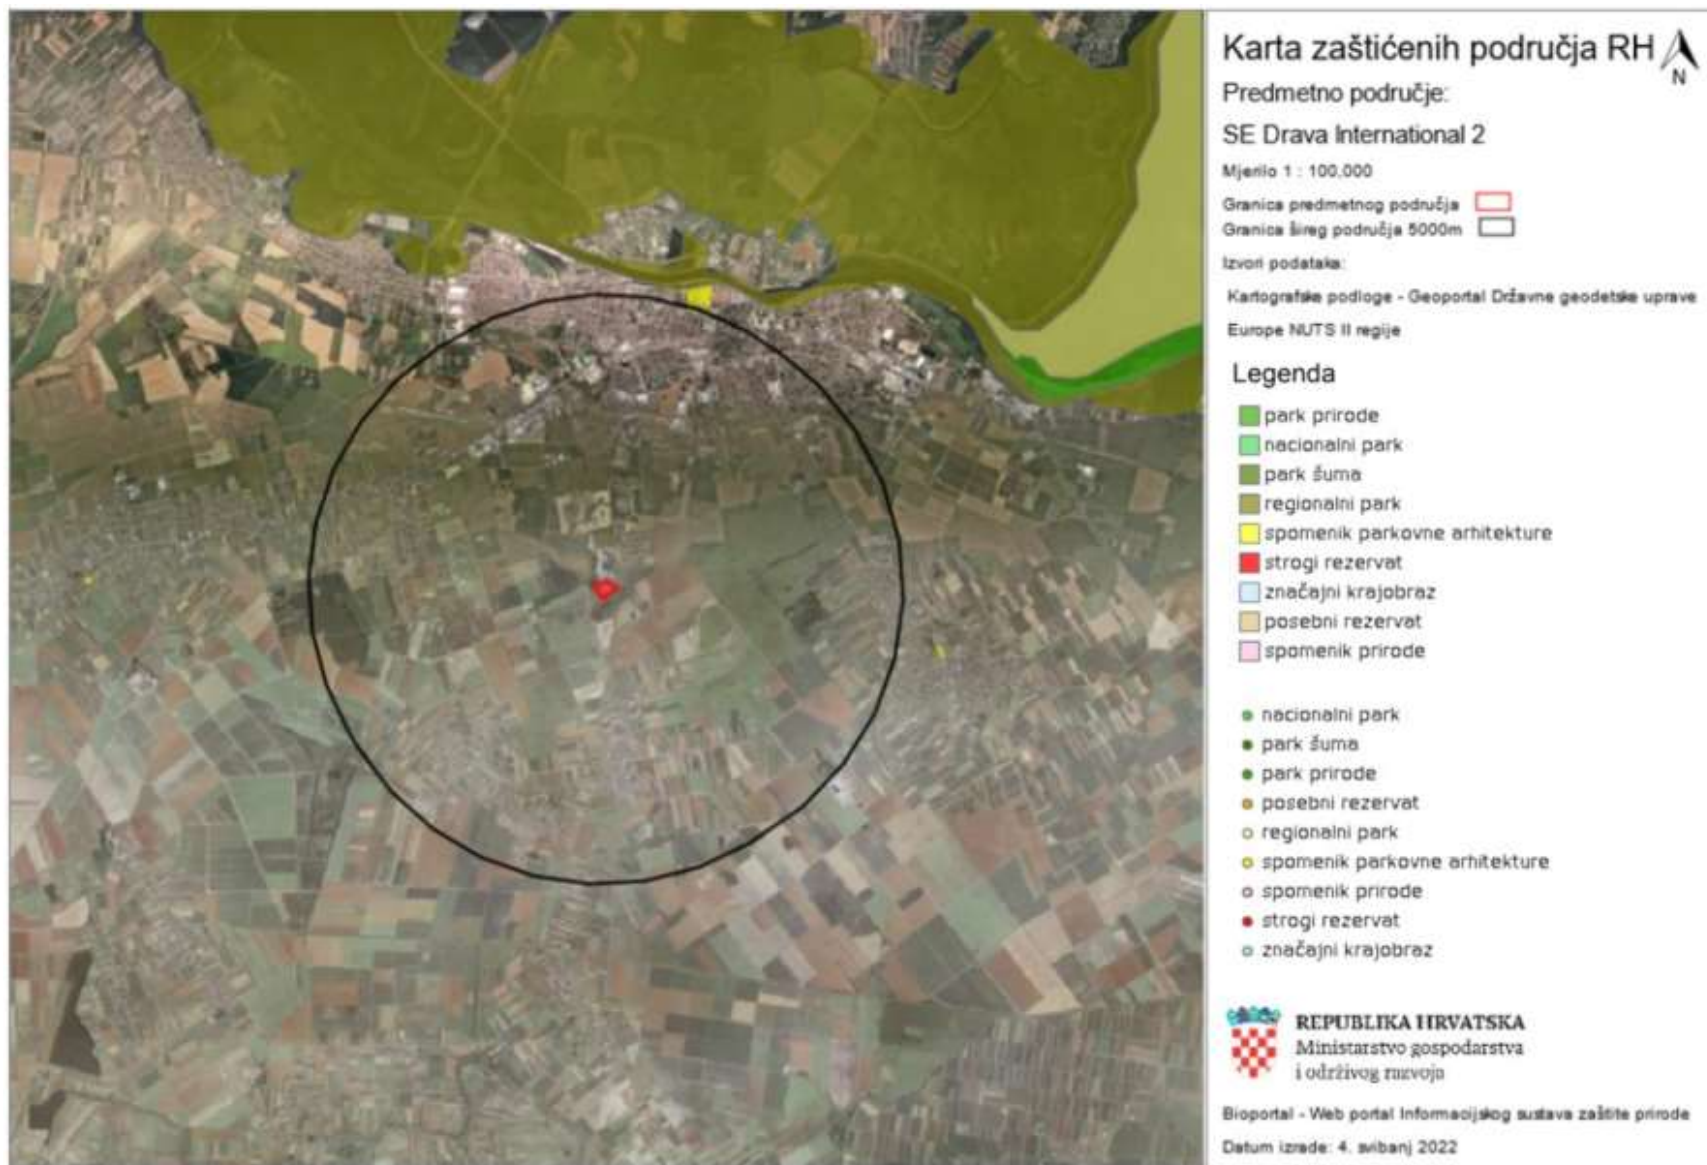 Karta zaštićenih područja RH
N
Predmetno područje:
SE Drava International 2
Mjerilo 1 : 100,000
Granica predmetnog područja
Granica šireg područja 5000m
Izvori podataka:
Kartografske podloge - Geoportal Državne geodetske uprave
Europe NUTS II regije
Legenda
park prirode
nacionalni park
park šuma
regionalni park
spomenik parkovne arhitekture
strogi rezervat
značajni krajobraz
posebni rezervat
spomenik prirode
nacionalni park
park šuma
park prirode
posebni rezervat
regionalni park
spomenik parkovne arhitekture
spomenik prirode
strogi rezervat
značajni krajobraz
REPUBLIKA HRVATSKA
Ministarstvo gospodarstva
i održivog razvoja
Bioportal - Web portal Informacijskog sustava zaštite prirode
Datum izrade: 4. svibanj 2022